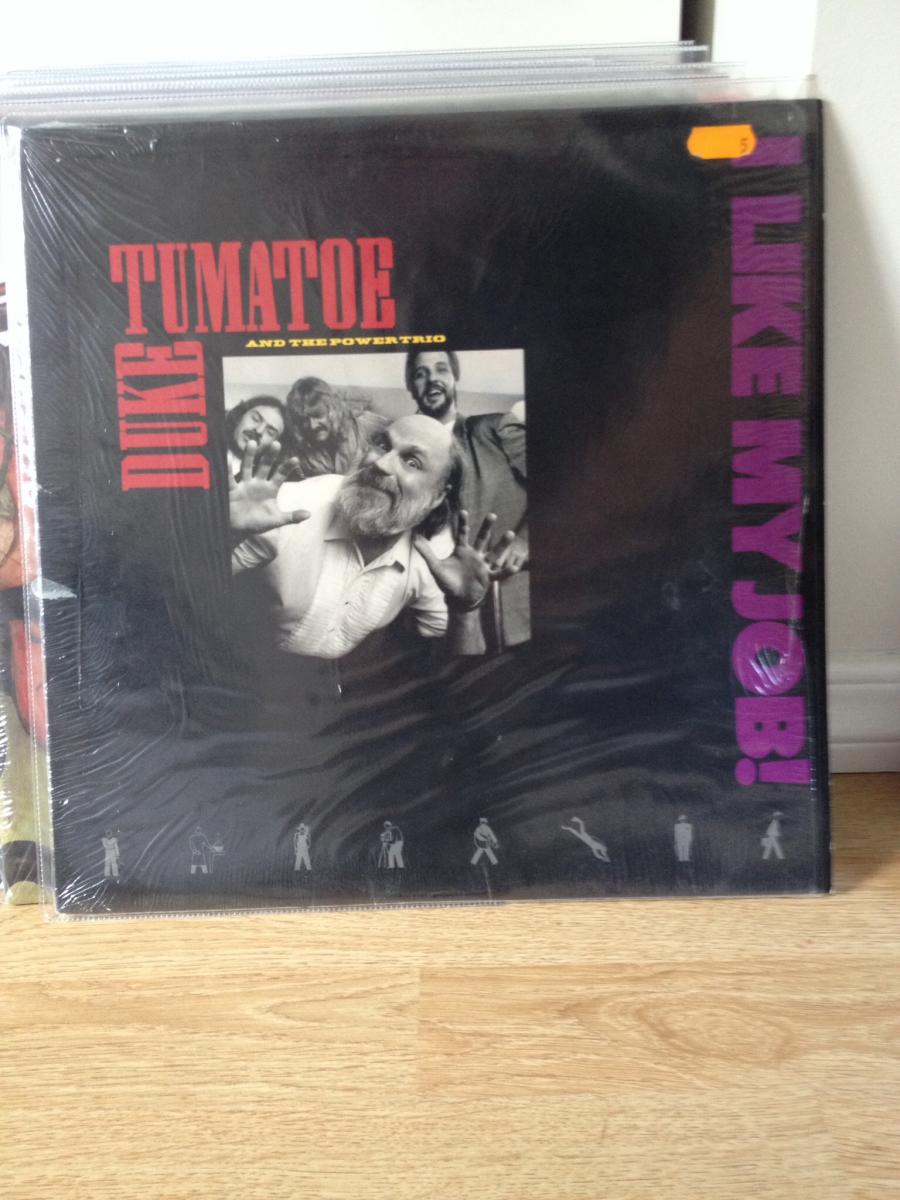 DUKE
TUMATOE
AND THE POWER TRIO
I LIKE MY JOB!
5